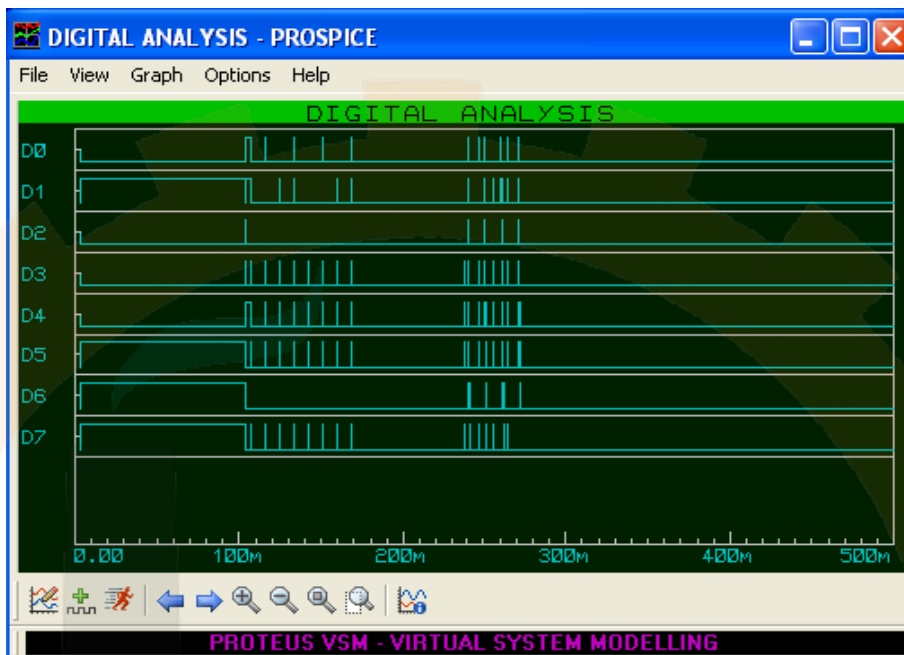 DIGITAL ANALYSIS - PROSPICE
File View Graph Options Help
DIGITAL ANALYSIS
D0
D1
D2
D3
D4
D5
D6
D7
0.00 100m 200m 300m 400m 500m
PROTEUS VSM - VIRTUAL SYSTEM MODELLING